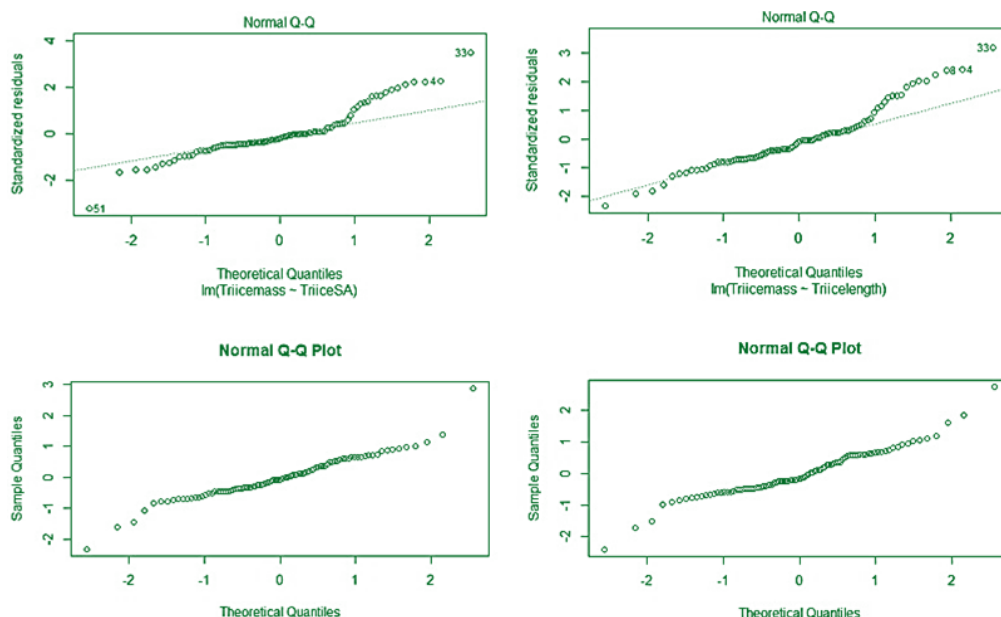 Normal Q-Q
Standardized residuals
4
2
0
-2
33
4
51
-2 -1 0 1 2
Theoretical Quantiles
lm(Triicemass ~ TriiceSA)
Normal Q-Q
Standardized residuals
3
2
1
0
-1
-2
33
8 4
-2 -1 0 1 2
Theoretical Quantiles
lm(Triicemass ~ Triicelength)
Normal Q-Q Plot
Sample Quantiles
3
2
1
0
-1
-2
-2 -1 0 1 2
Theoretical Quantiles
Normal Q-Q Plot
Sample Quantiles
2
1
0
-1
-2
-2 -1 0 1 2
Theoretical Quantiles